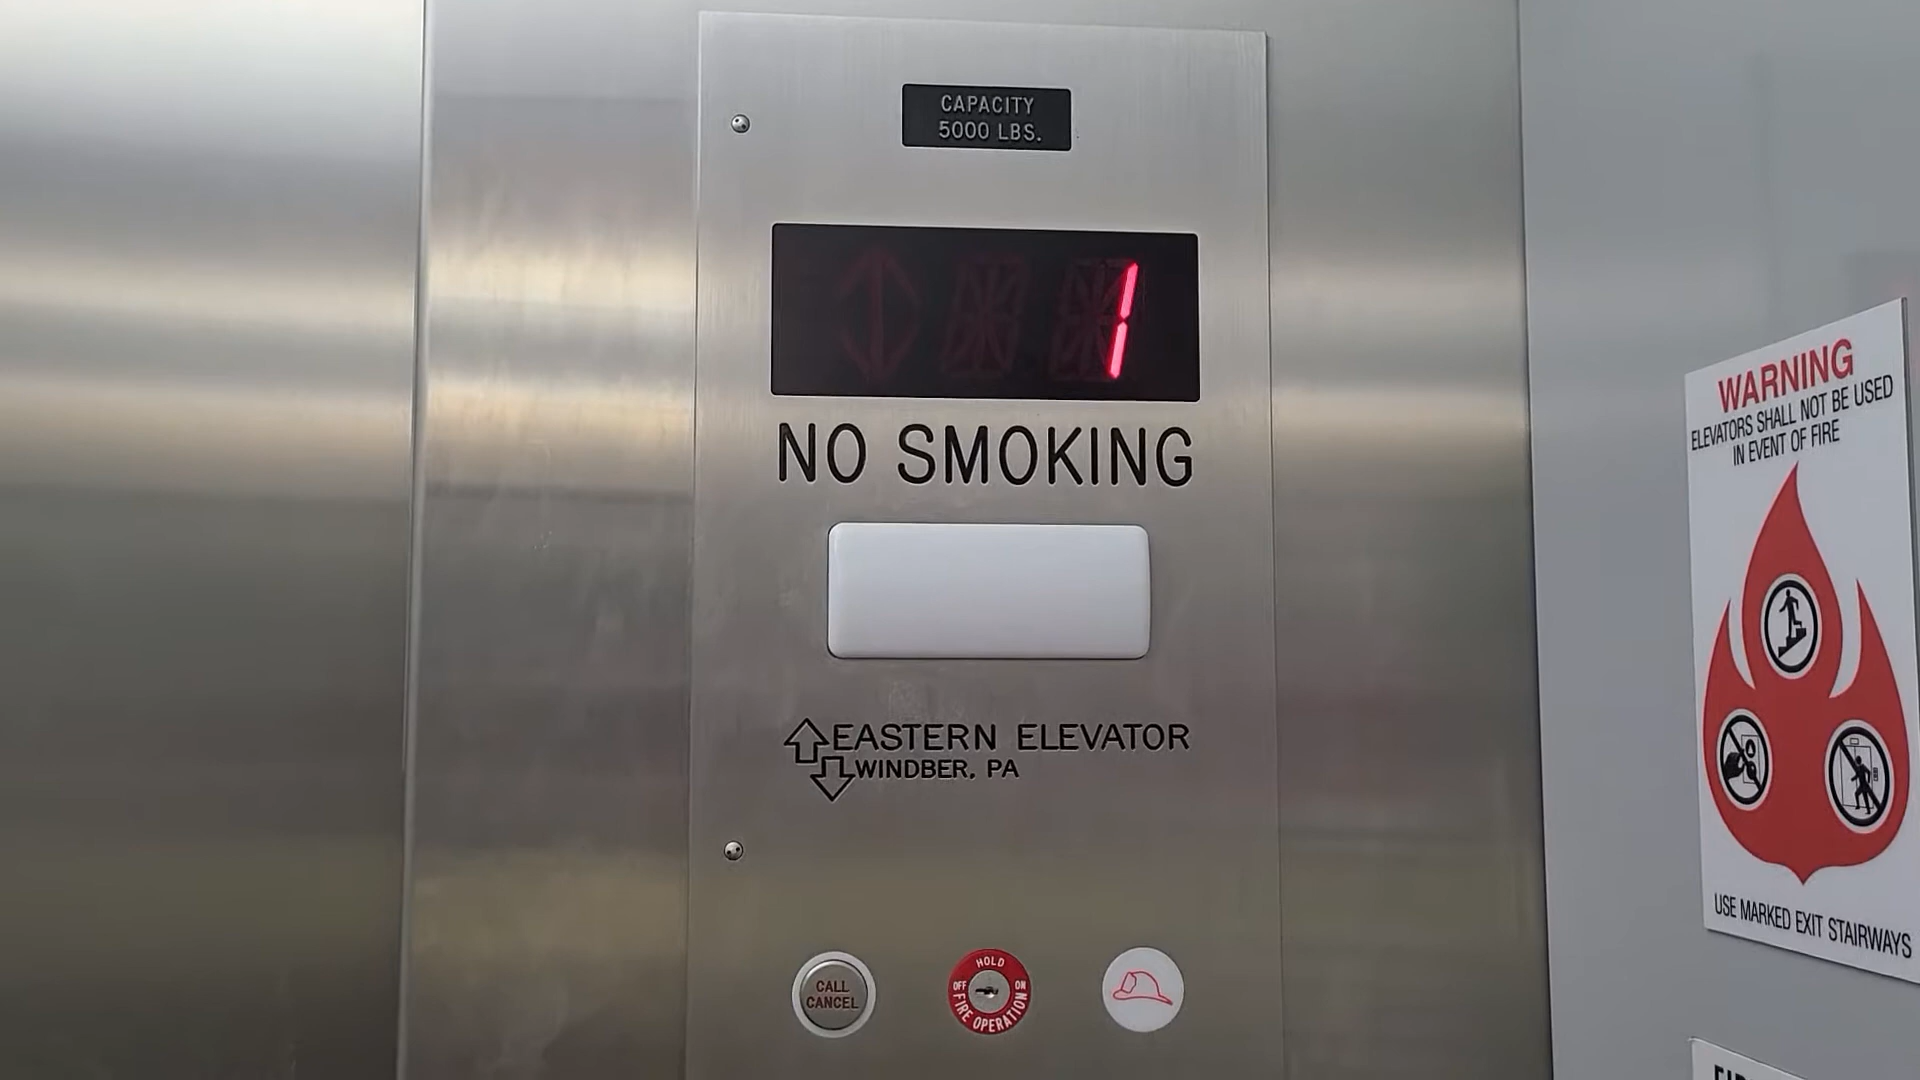 CAPACITY
5000 LBS.
1
NO SMOKING
EASTERN ELEVATOR
WINDBER, PA
CALL
CANCEL
HOLD
OFF
ON
FIRE OPERATION
WARNING
ELEVATORS SHALL NOT BE USED
IN EVENT OF FIRE
USE MARKED EXIT STAIRWAYS